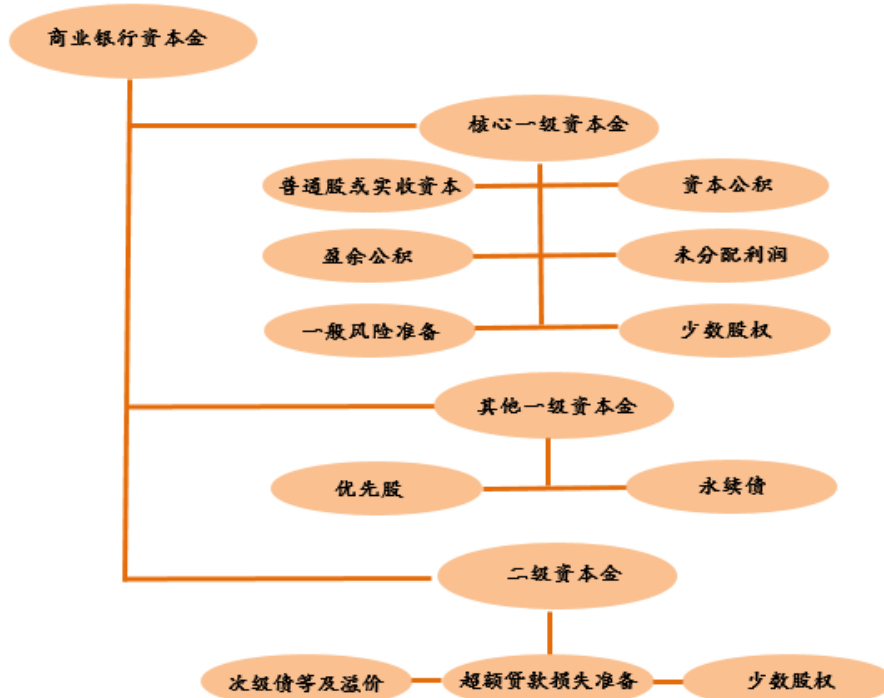 商业银行资本金
核心一级资本金
普通股或实收资本
资本公积
盈余公积
未分配利润
一般风险准备
少数股权
其他一级资本金
优先股
永续债
二级资本金
次级债等及溢价
超额贷款损失准备
少数股权